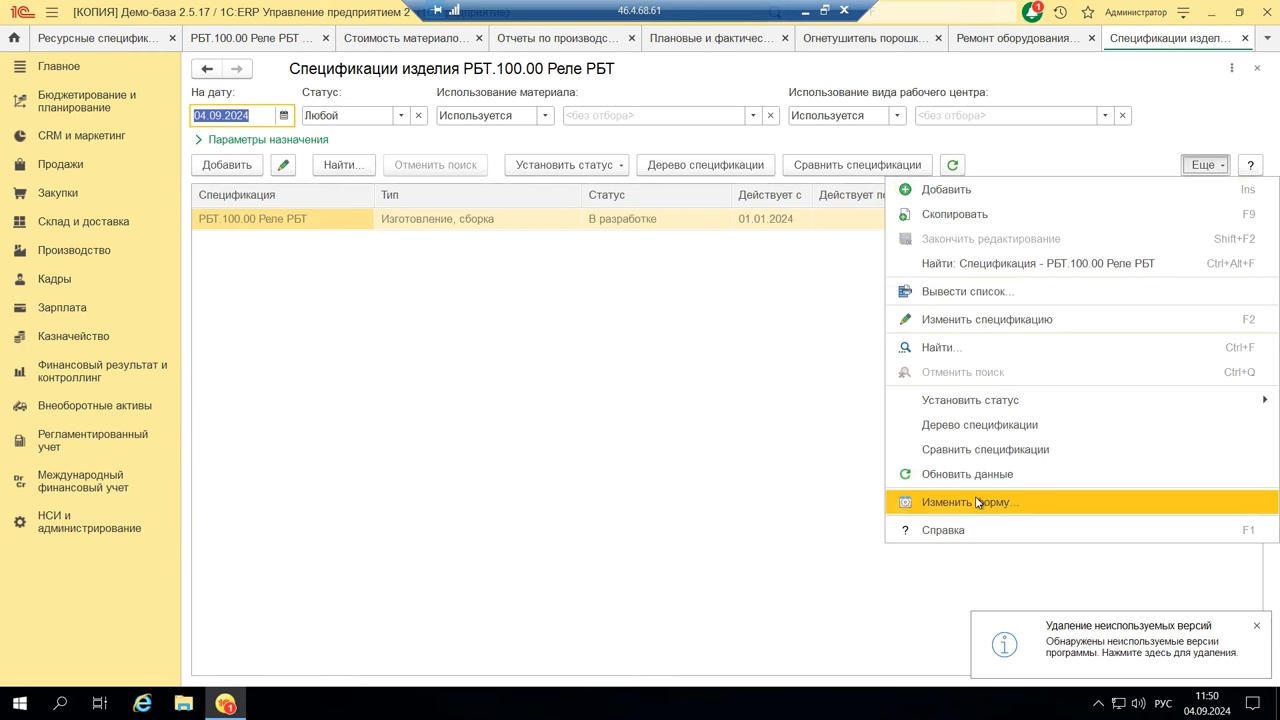 [КОПИЯ] Демо-база 2.5.17 / 1С:ERP Управление предприятием 2
46.4.68.61
1
Администратор
Ресурсные специфик...
РБТ.100.00 Реле РБТ ...
Стоимость материало...
Отчеты по производс...
Плановые и фактичес...
Огнетушитель порошк...
Ремонт оборудования...
Спецификации издел...
Главное
Бюджетирование и
планирование
CRM и маркетинг
Продажи
Закупки
Склад и доставка
Производство
Кадры
Зарплата
Казначейство
Финансовый результат и
контроллинг
Внеоборотные активы
Регламентированный
учет
Международный
финансовый учет
НСИ и
администрирование
Спецификации изделия РБТ.100.00 Реле РБТ
На дату:
Статус:
Использование материала:
Использование вида рабочего центра:
04.09.2024
Любой
Используется
<без отбора>
Используется
<без отбора>
Параметры назначения
Добавить
Найти...
Отменить поиск
Установить статус
Дерево спецификации
Сравнить спецификации
Еще
?
Спецификация
Тип
Статус
Действует с
Действует по
РБТ.100.00 Реле РБТ
Изготовление, сборка
В разработке
01.01.2024
Добавить Ins
Скопировать F9
Закончить редактирование Shift+F2
Найти: Спецификация - РБТ.100.00 Реле РБТ Ctrl+Alt+F
Вывести список...
Изменить спецификацию F2
Найти... Ctrl+F
Отменить поиск Ctrl+Q
Установить статус
Дерево спецификации
Сравнить спецификации
Обновить данные
Изменить форму...
? Справка F1
Удаление неиспользуемых версий
Обнаружены неиспользуемые версии
программы. Нажмите здесь для удаления.
РУС
11:50
04.09.2024